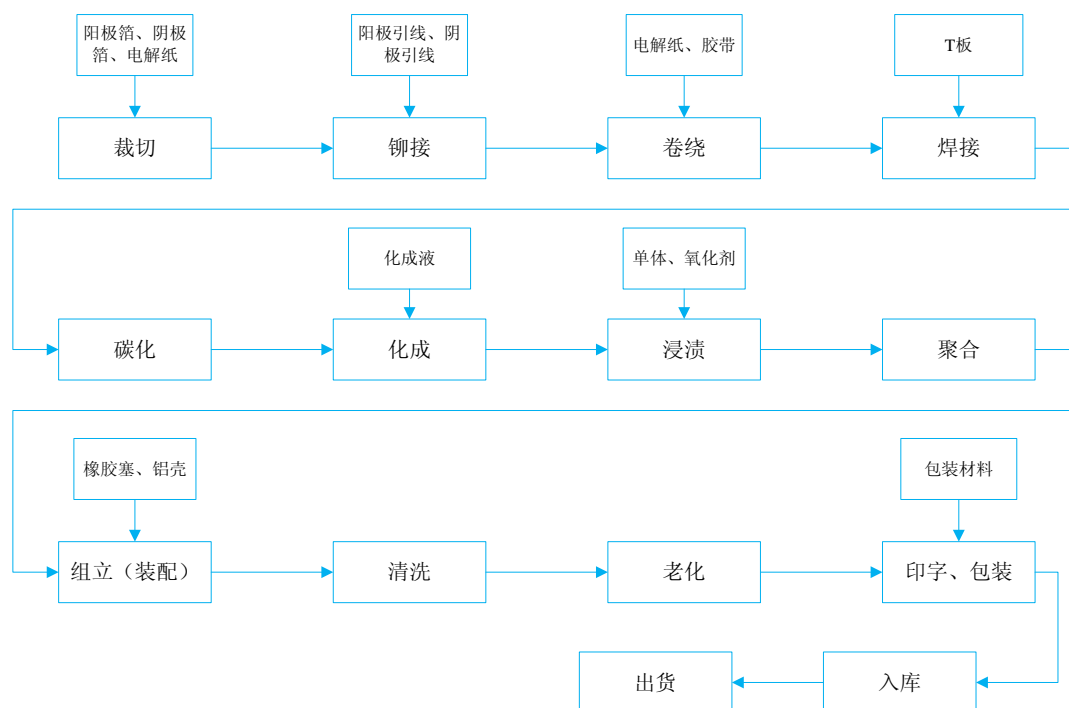 阳极箔、阴极
箔、电解纸
阳极引线、阴
极引线
电解纸、胶带
T板
裁切
铆接
卷绕
焊接
化成液
单体、氧化剂
碳化
化成
浸渍
聚合
橡胶塞、铝壳
包装材料
组立（装配）
清洗
老化
印字、包装
出货
入库